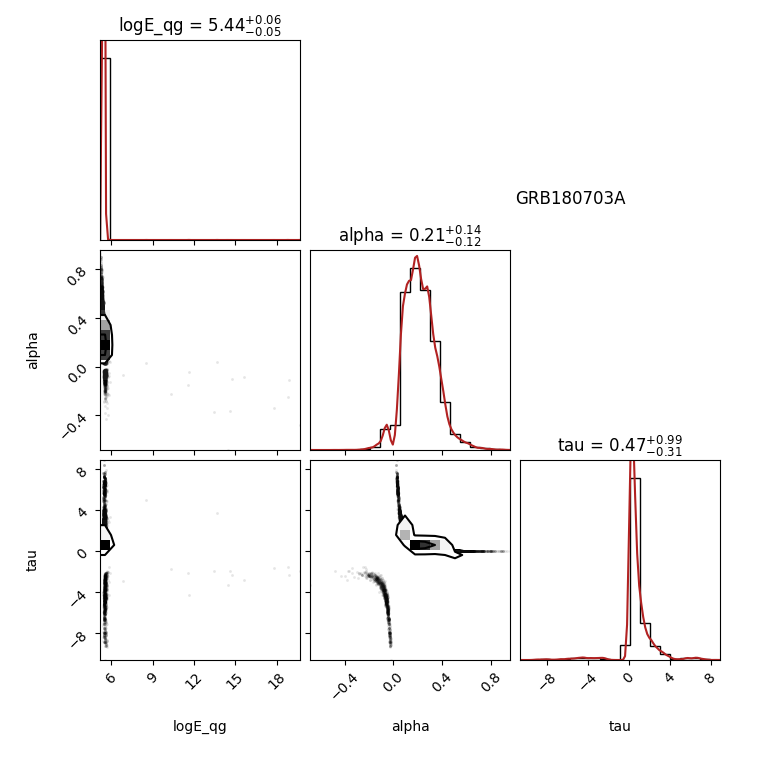 logE_qg = 5.44+0.06−0.05
GRB180703A
alpha = 0.21+0.14−0.12
0.8
0.4
0.0
−0.4
alpha
tau = 0.47+0.99−0.31
8
4
0
−4
−8
tau
6 9 12 15 18
−0.4 0.0 0.4 0.8
−8 −4 0 4 8
logE_qg alpha tau